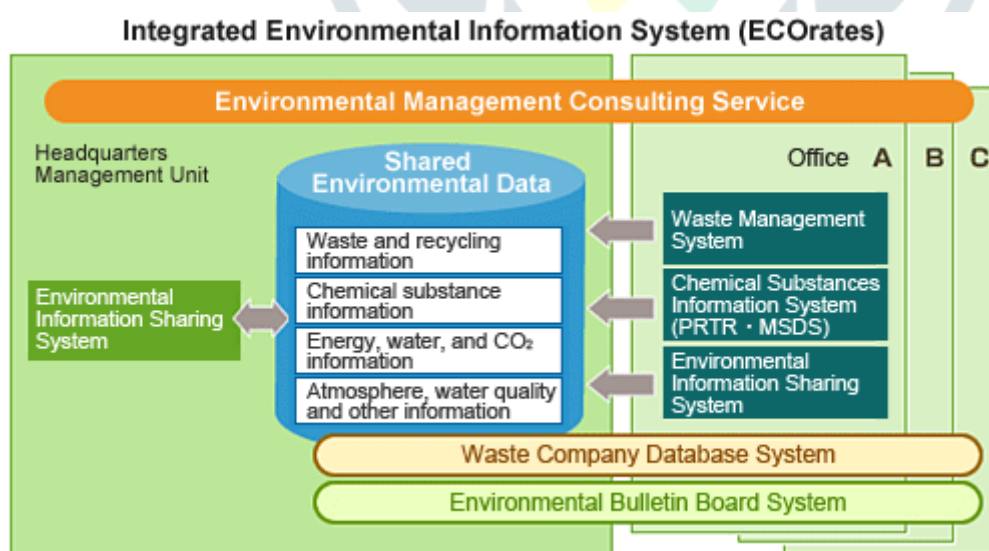 Integrated Environmental Information System (ECOrates)
Environmental Management Consulting Service
Headquarters
Management Unit
Shared
Environmental Data
Office A B C
Waste and recycling
information
Chemical substance
information
Energy, water, and CO₂
information
Atmosphere, water quality
and other information
Environmental
Information Sharing
System
Waste Management
System
Chemical Substances
Information System
(PRTR・MSDS)
Environmental
Information Sharing
System
Waste Company Database System
Environmental Bulletin Board System